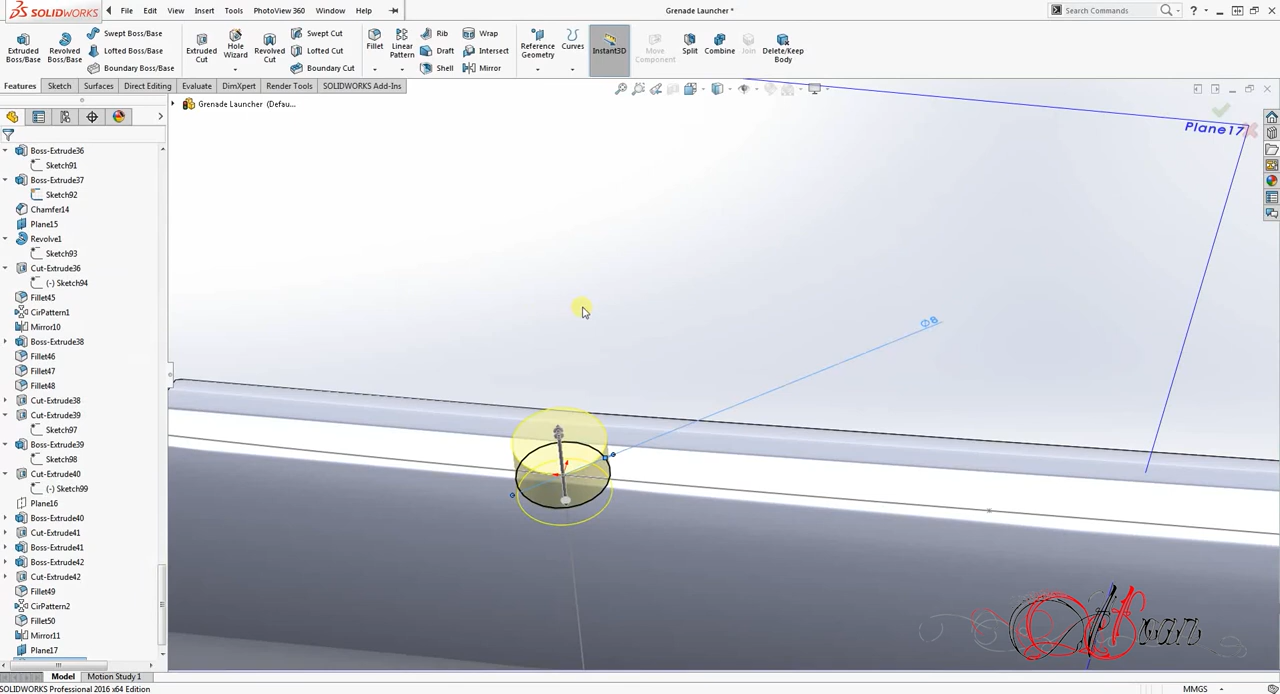 SOLIDWORKS
File
Edit
View
Insert
Tools
PhotoView 360
Window
Help
Grenade Launcher *
Search Commands
Extruded Boss/Base
Revolved Boss/Base
Swept Boss/Base
Lofted Boss/Base
Boundary Boss/Base
Extruded Cut
Hole Wizard
Revolved Cut
Swept Cut
Lofted Cut
Boundary Cut
Fillet
Linear Pattern
Rib
Draft
Shell
Wrap
Intersect
Mirror
Reference Geometry
Curves
Instant3D
Move Component
Split
Combine
Join
Delete/Keep Body
Features
Sketch
Surfaces
Direct Editing
Evaluate
DimXpert
Render Tools
SOLIDWORKS Add-Ins
Grenade Launcher (Defau...
Plane17
Ø8
Boss-Extrude36
Sketch91
Boss-Extrude37
Sketch92
Chamfer14
Plane15
Revolve1
Sketch93
Cut-Extrude36
(-) Sketch94
Fillet45
CirPattern1
Mirror10
Boss-Extrude38
Fillet46
Fillet47
Fillet48
Cut-Extrude38
Cut-Extrude39
Sketch97
Boss-Extrude39
Sketch98
Cut-Extrude40
(-) Sketch99
Plane16
Boss-Extrude40
Cut-Extrude41
Boss-Extrude41
Boss-Extrude42
Cut-Extrude42
Fillet49
CirPattern2
Fillet50
Mirror11
Plane17
Model
Motion Study 1
SOLIDWORKS Professional 2016 x64 Edition
MMGS